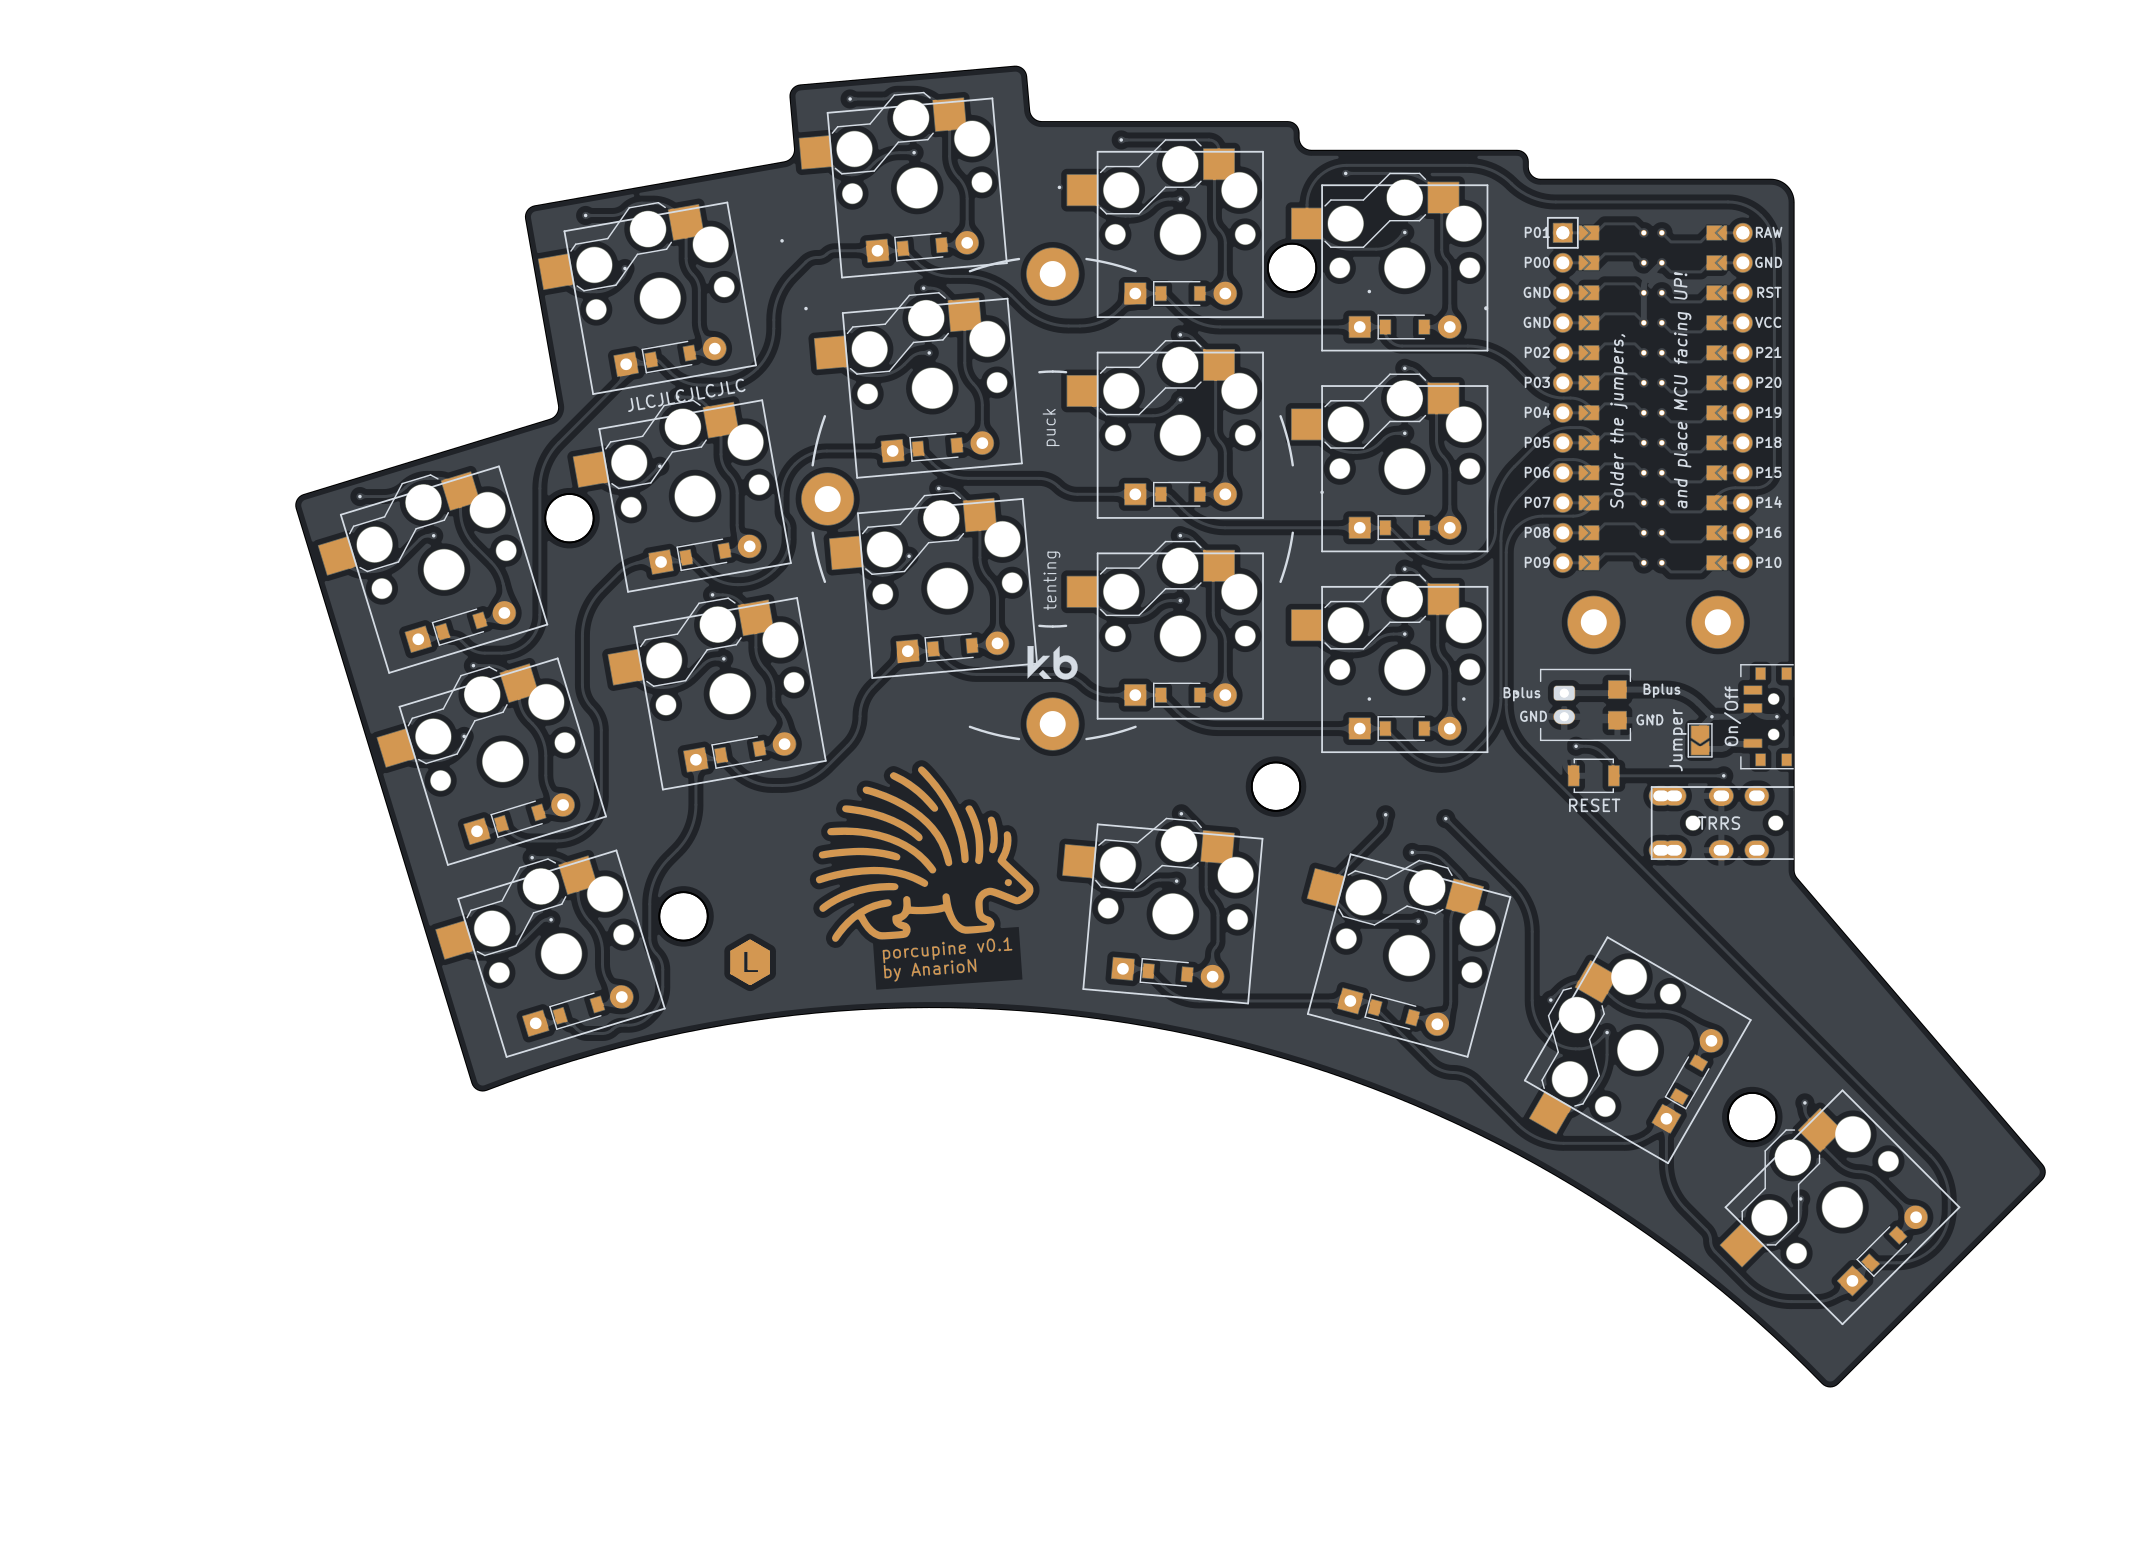 P01
P00
GND
GND
P02
P03
P04
P05
P06
P07
P08
P09
Solder the jumpers,
and place MCU facing UP!
RAW
GND
RST
VCC
P21
P20
P19
P18
P15
P14
P16
P10
JLCJLCJLCJLC
puck
tenting
kb
Bplus
GND
Bplus
GND
Jumper
On/Off
RESET
TRRS
L
porcupine v0.1
by AnarioN